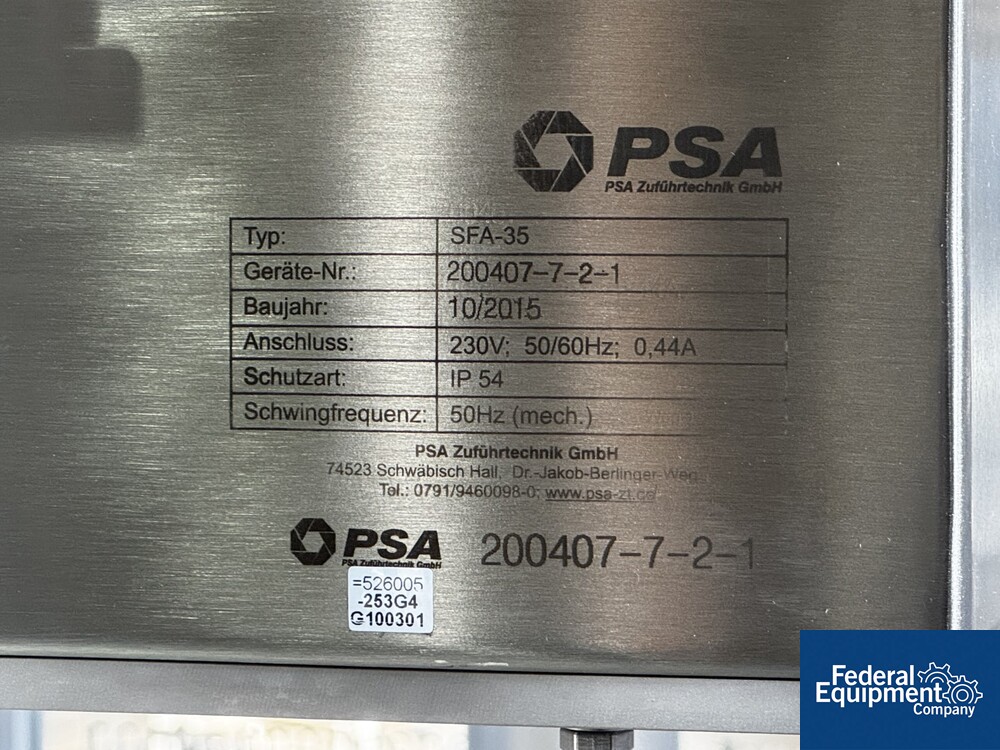 PSA
PSA Zuführtechnik GmbH
Typ: SFA-35
Geräte-Nr.: 200407-7-2-1
Baujahr: 10/2015
Anschluss: 230V; 50/60Hz; 0,44A
Schutzart: IP 54
Schwingfrequenz: 50Hz (mech.)
PSA Zuführtechnik GmbH
74523 Schwäbisch Hall, Dr.-Jakob-Berlinger-Weg
Tel.: 0791/9460098-0; www.psa-zt.de
PSA 200407-7-2-1
PSA Zuführtechnik GmbH
=526005
-253G4
G100301
Federal
Equipment
Company